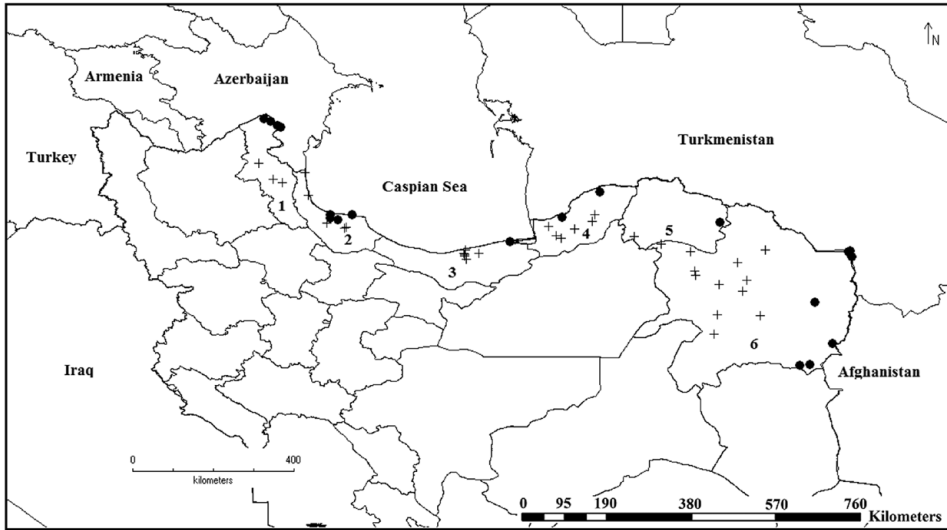 N
Armenia
Azerbaijan
Turkmenistan
Turkey
Caspian Sea
1
2
3
4
5
6
Iraq
Afghanistan
0 400
kilometers
0 95 190 380 570 760
Kilometers